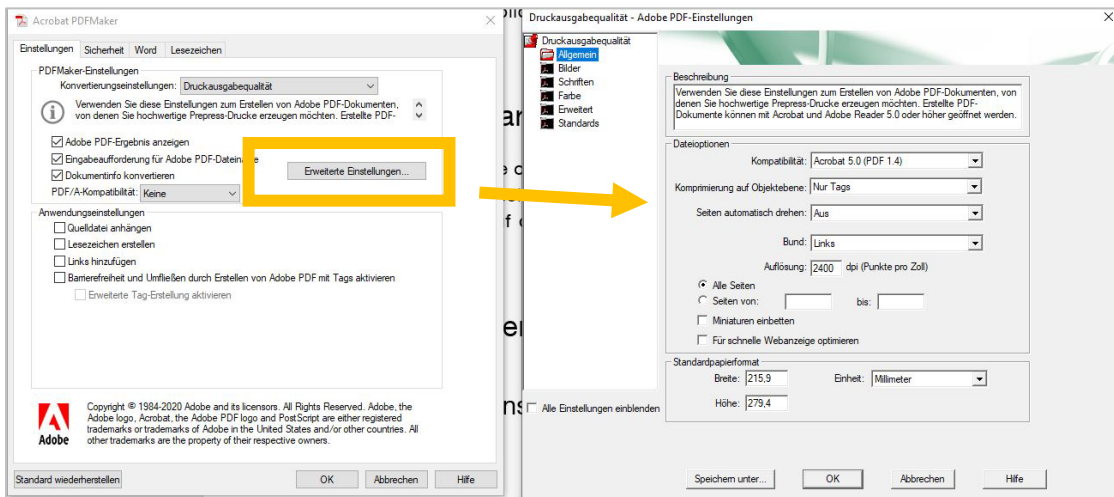 Acrobat PDFMaker
Einstellungen Sicherheit Word Lesezeichen
PDFMaker-Einstellungen
Konvertierungseinstellungen: Druckausgabequalität
Verwenden Sie diese Einstellungen zum Erstellen von Adobe PDF-Dokumenten,
von denen Sie hochwertige Prepress-Drucke erzeugen möchten. Erstellte PDF-
Adobe PDF-Ergebnis anzeigen
Eingabeaufforderung für Adobe PDF-Dateiname
Dokumentinfo konvertieren
Erweiterte Einstellungen...
PDF/A-Kompatibilität: Keine
Anwendungseinstellungen
Quelldatei anhängen
Lesezeichen erstellen
Links hinzufügen
Barrierefreiheit und Umfließen durch Erstellen von Adobe PDF mit Tags aktivieren
Erweiterte Tag-Erstellung aktivieren
Adobe
Copyright © 1984-2020 Adobe and its licensors. All Rights Reserved. Adobe, the
Adobe logo, Acrobat, the Adobe PDF logo and PostScript are either registered
trademarks or trademarks of Adobe in the United States and/or other countries. All
other trademarks are the property of their respective owners.
Standard wiederherstellen OK Abbrechen Hilfe
Druckausgabequalität - Adobe PDF-Einstellungen
Druckausgabequalität
Allgemein
Bilder
Schriften
Farbe
Erweitert
Standards
Alle Einstellungen einblenden
Beschreibung
Verwenden Sie diese Einstellungen zum Erstellen von Adobe PDF-Dokumenten, von
denen Sie hochwertige Prepress-Drucke erzeugen möchten. Erstellte PDF-
Dokumente können mit Acrobat und Adobe Reader 5.0 oder höher geöffnet werden.
Dateioptionen
Kompatibilität: Acrobat 5.0 (PDF 1.4)
Komprimierung auf Objektebene: Nur Tags
Seiten automatisch drehen: Aus
Bund: Links
Auflösung: 2400 dpi (Punkte pro Zoll)
Alle Seiten
Seiten von: bis:
Miniaturen einbetten
Für schnelle Webanzeige optimieren
Standardpapierformat
Breite: 215,9 Einheit: Millimeter
Höhe: 279,4
Speichern unter... OK Abbrechen Hilfe